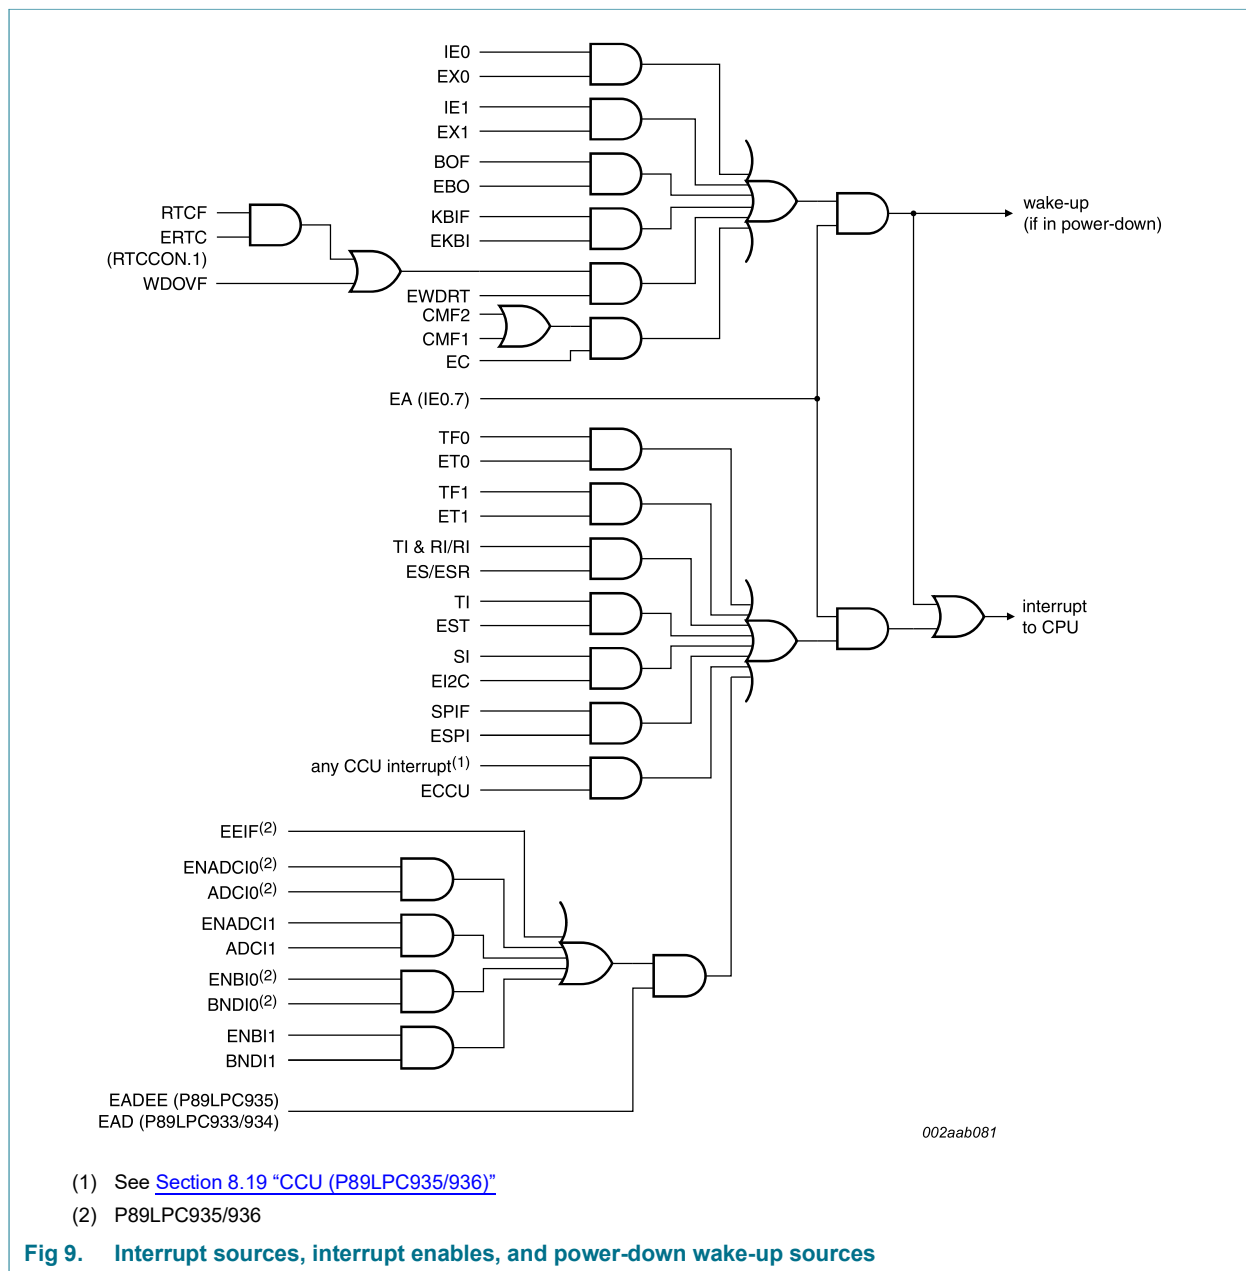 IE0
EX0
IE1
EX1
BOF
EBO
RTCF
ERTC
(RTCCON.1)
WDOVF
KBIF
EKBI
EWDRT
CMF2
CMF1
EC
wake-up
(if in power-down)
EA (IE0.7)
TF0
ET0
TF1
ET1
TI & RI/RI
ES/ESR
TI
EST
SI
EI2C
SPIF
ESPI
any CCU interrupt(1)
ECCU
interrupt
to CPU
EEIF(2)
ENADCI0(2)
ADCI0(2)
ENADCI1
ADCI1
ENBI0(2)
BNDI0(2)
ENBI1
BNDI1
EADEE (P89LPC935)
EAD (P89LPC933/934)
002aab081
(1) See Section 8.19 “CCU (P89LPC935/936)”
(2) P89LPC935/936
Fig 9. Interrupt sources, interrupt enables, and power-down wake-up sources